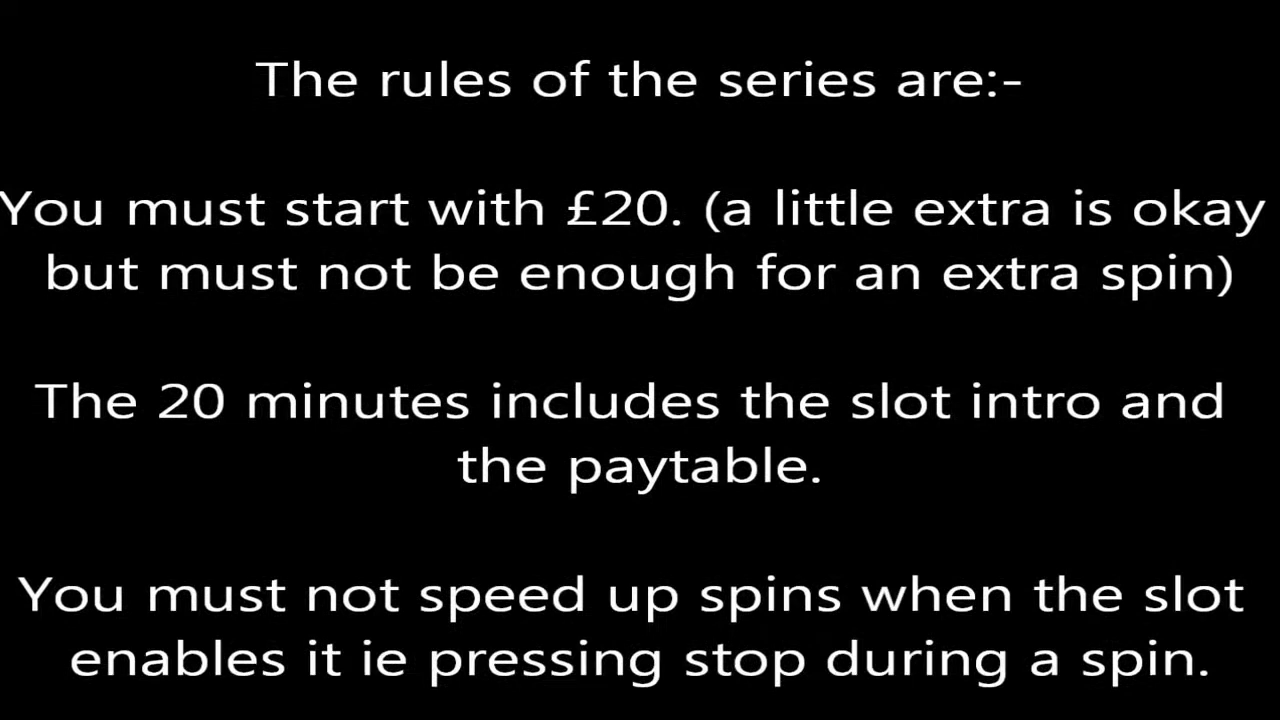 The rules of the series are:-
You must start with £20. (a little extra is okay
but must not be enough for an extra spin)
The 20 minutes includes the slot intro and
the paytable.
You must not speed up spins when the slot
enables it ie pressing stop during a spin.